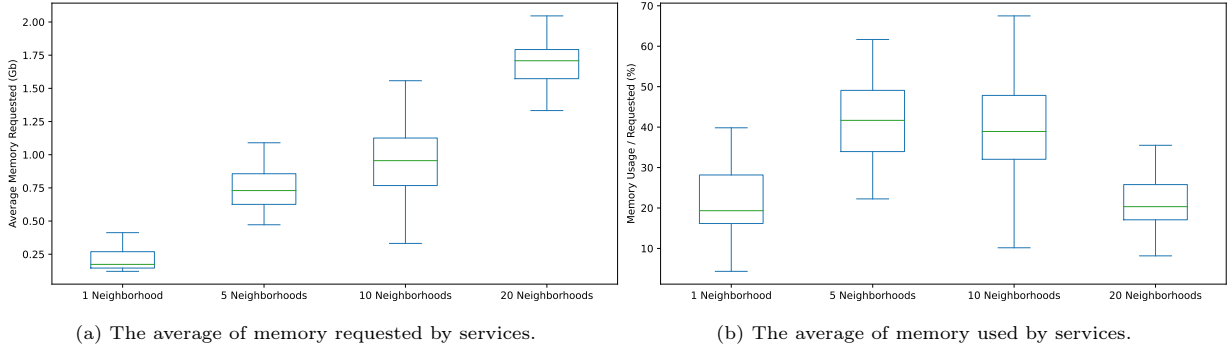 Average Memory Requested (Gb)
2.00
1.75
1.50
1.25
1.00
0.75
0.50
0.25
1 Neighborhood 5 Neighborhoods 10 Neighborhoods 20 Neighborhoods
(a) The average of memory requested by services.
Memory Usage / Requested (%)
70
60
50
40
30
20
10
1 Neighborhood 5 Neighborhoods 10 Neighborhoods 20 Neighborhoods
(b) The average of memory used by services.